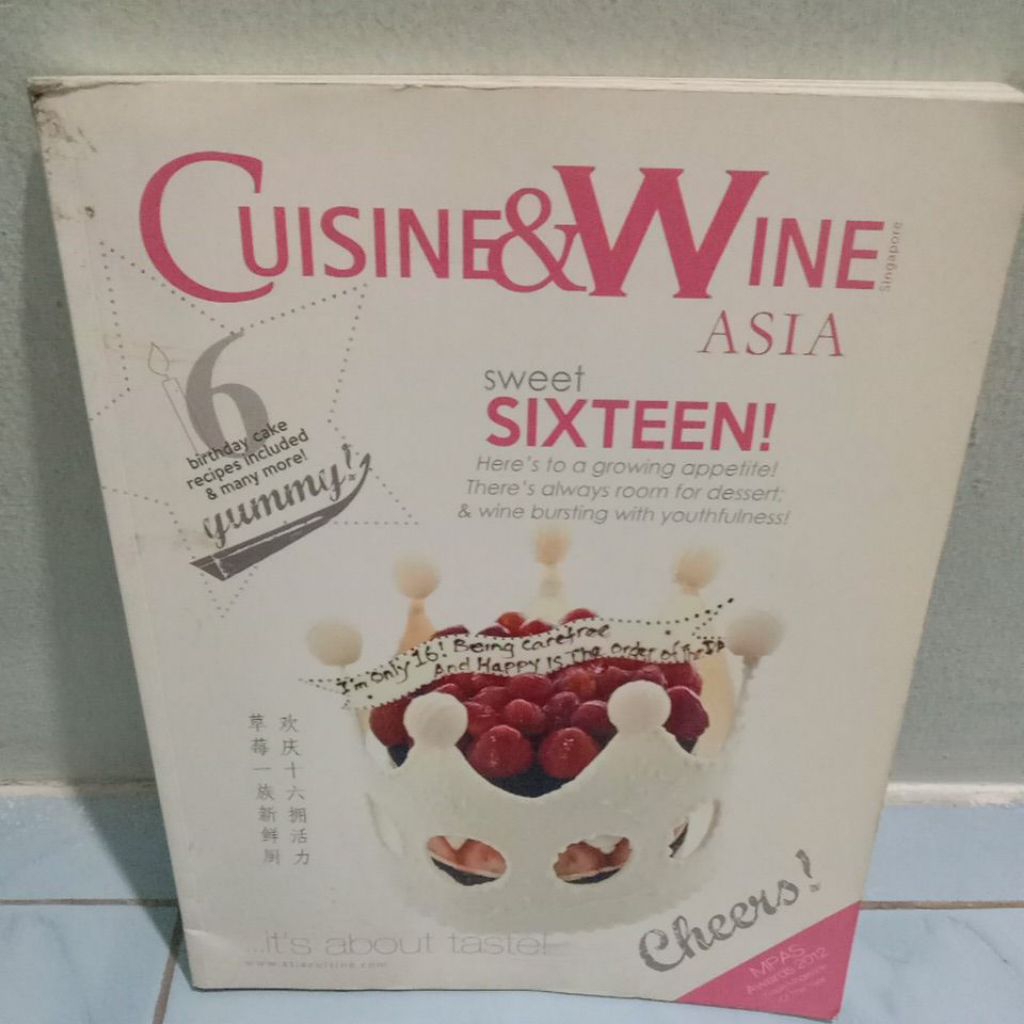 CUISINE&WINE
Singapore
ASIA
6
birthday cake
recipes included
& many more!
yummy!
sweet
SIXTEEN!
Here's to a growing appetite!
There's always room for dessert;
& wine bursting with youthfulness!
I'm only 16! Being carefree
And Happy Is The Order of The
欢庆十六拥活力
草莓一族新鲜
...it's about taste!
www.asiacuisine.com
Cheers!
MPAS
Awards 2012